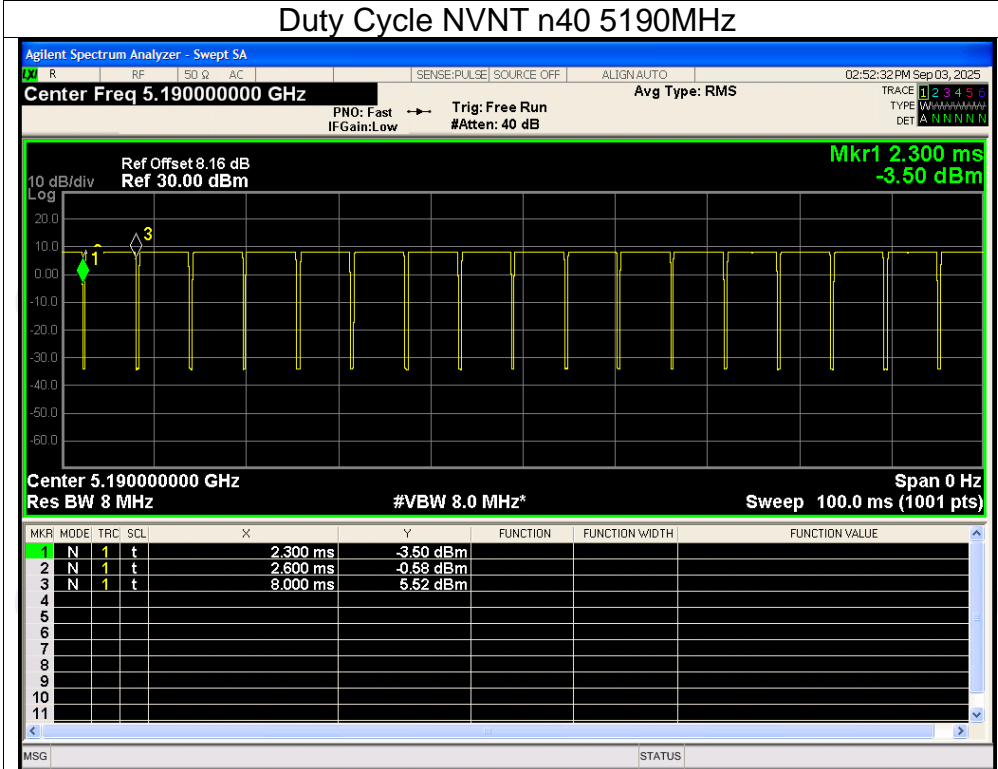 Duty Cycle NVNT n40 5190MHz
Agilent Spectrum Analyzer - Swept SA
LXI R RF 50 Ω AC SENSE:PULSE SOURCE OFF ALIGN AUTO 02:52:32 PM Sep 03, 2025
Center Freq 5.190000000 GHz Avg Type: RMS TRACE 1 2 3 4 5 6
PNO: Fast Trig: Free Run TYPE WWWWWW
IFGain:Low #Atten: 40 dB DET A N N N N N
Mkr1 2.300 ms
Ref Offset 8.16 dB
10 dB/div Ref 30.00 dBm -3.50 dBm
Log
20.0
10.0
0.00
-10.0
-20.0
-30.0
-40.0
-50.0
-60.0
1
3
Center 5.190000000 GHz Span 0 Hz
Res BW 8 MHz #VBW 8.0 MHz* Sweep 100.0 ms (1001 pts)
MKR MODE TRC SCL X Y FUNCTION FUNCTION WIDTH FUNCTION VALUE
1 N 1 t 2.300 ms -3.50 dBm
2 N 1 t 2.600 ms -0.58 dBm
3 N 1 t 8.000 ms 5.52 dBm
4
5
6
7
8
9
10
11
MSG STATUS